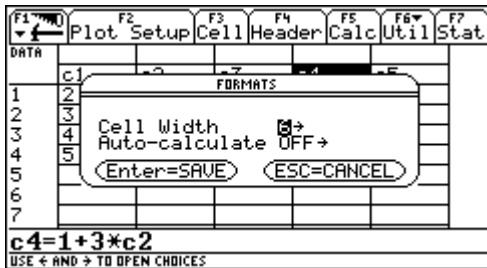 F1 F2 F3 F4 F5 F6 F7
Plot Setup Cell Header Calc Util Stat
DATA
c1 c4
FORMATS
1 2
2 3
3 4
4 5
5
6
7
Cell Width 6→
Auto-calculate OFF→
Enter=SAVE ESC=CANCEL
c4=1+3*c2
USE ← AND → TO OPEN CHOICES